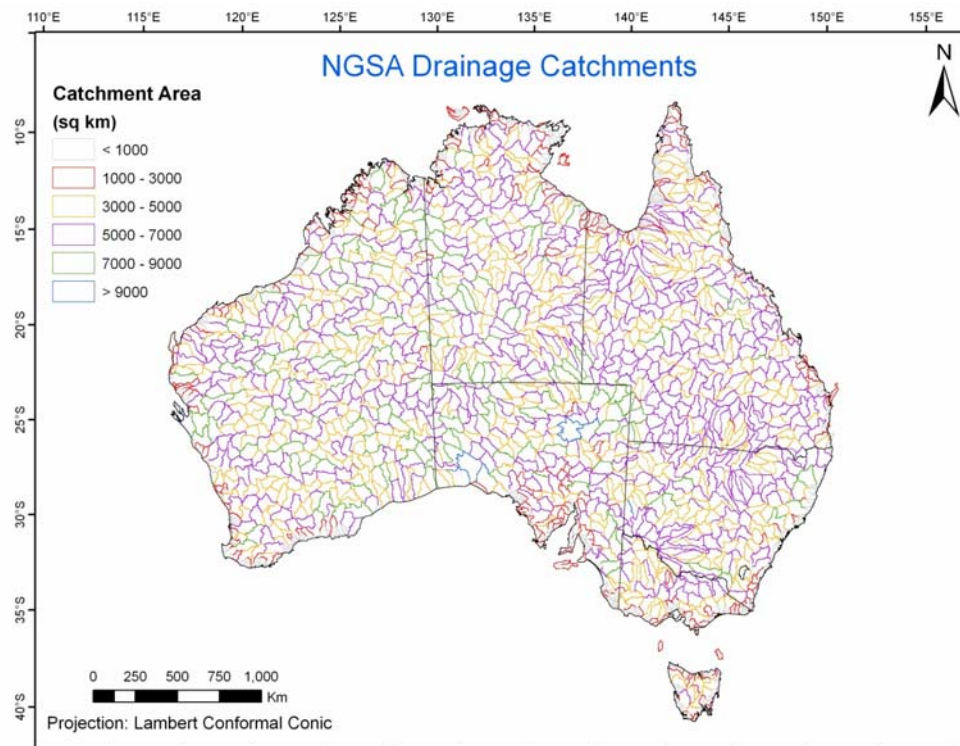 110°E 115°E 120°E 125°E 130°E 135°E 140°E 145°E 150°E 155°E
NGSA Drainage Catchments
N
Catchment Area
(sq km)
< 1000
1000 - 3000
3000 - 5000
5000 - 7000
7000 - 9000
> 9000
10°S
15°S
20°S
25°S
30°S
35°S
40°S
0 250 500 750 1,000
Km
Projection: Lambert Conformal Conic